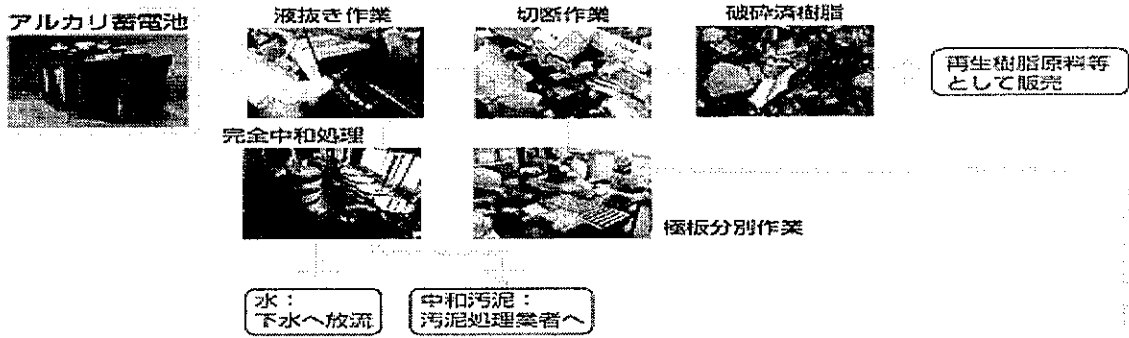 アルカリ蓄電池
液抜き作業
切断作業
破砕済樹脂
再生樹脂原料等
として販売
完全中和処理
極板分別作業
水：
下水へ放流
中和汚泥：
汚泥処理業者へ